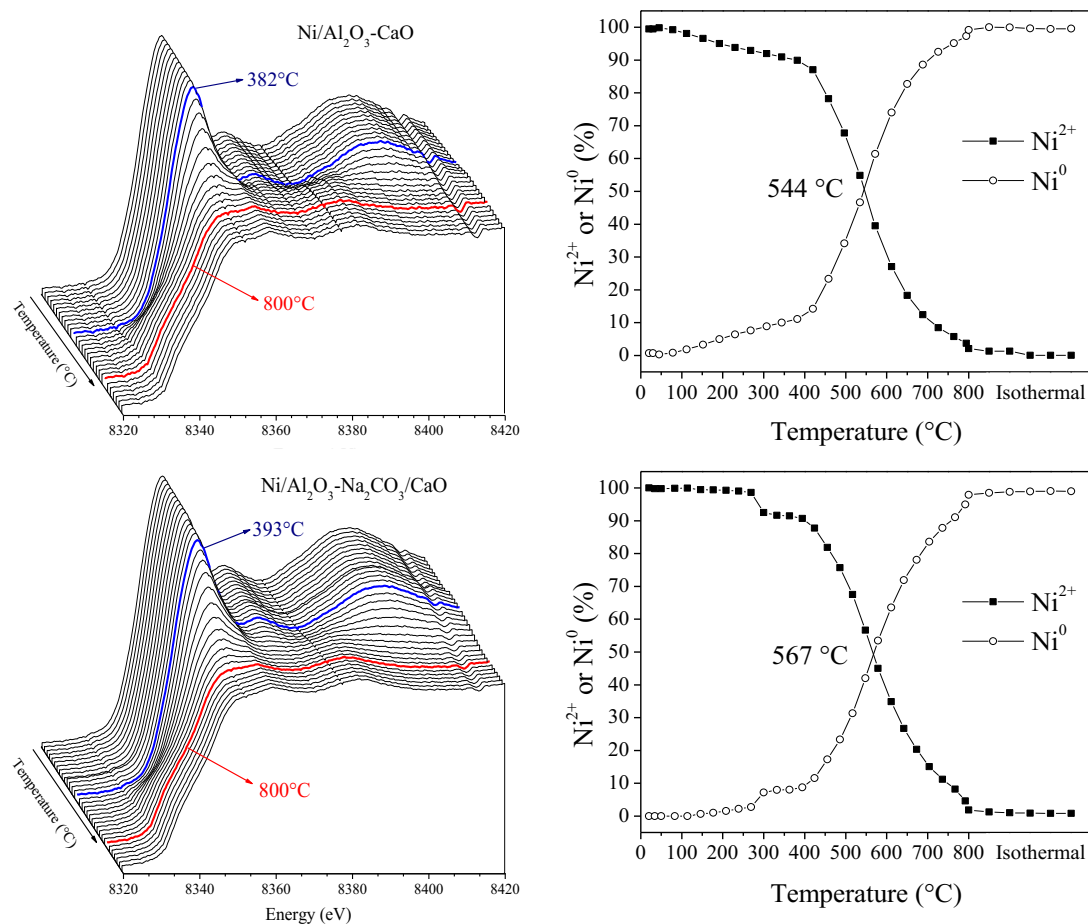 Ni/Al₂O₃-CaO
382°C
800°C
Temperature (°C)
8320 8340 8360 8380 8400 8420
100
90
80
70
60
50
40
30
20
10
0
Ni²⁺ or Ni⁰ (%)
544 °C
Ni²⁺
Ni⁰
0 100 200 300 400 500 600 700 800 Isothermal
Temperature (°C)
Ni/Al₂O₃-Na₂CO₃/CaO
393°C
800°C
Temperature (°C)
8320 8340 8360 8380 8400 8420
Energy (eV)
100
90
80
70
60
50
40
30
20
10
0
Ni²⁺ or Ni⁰ (%)
567 °C
Ni²⁺
Ni⁰
0 100 200 300 400 500 600 700 800 Isothermal
Temperature (°C)